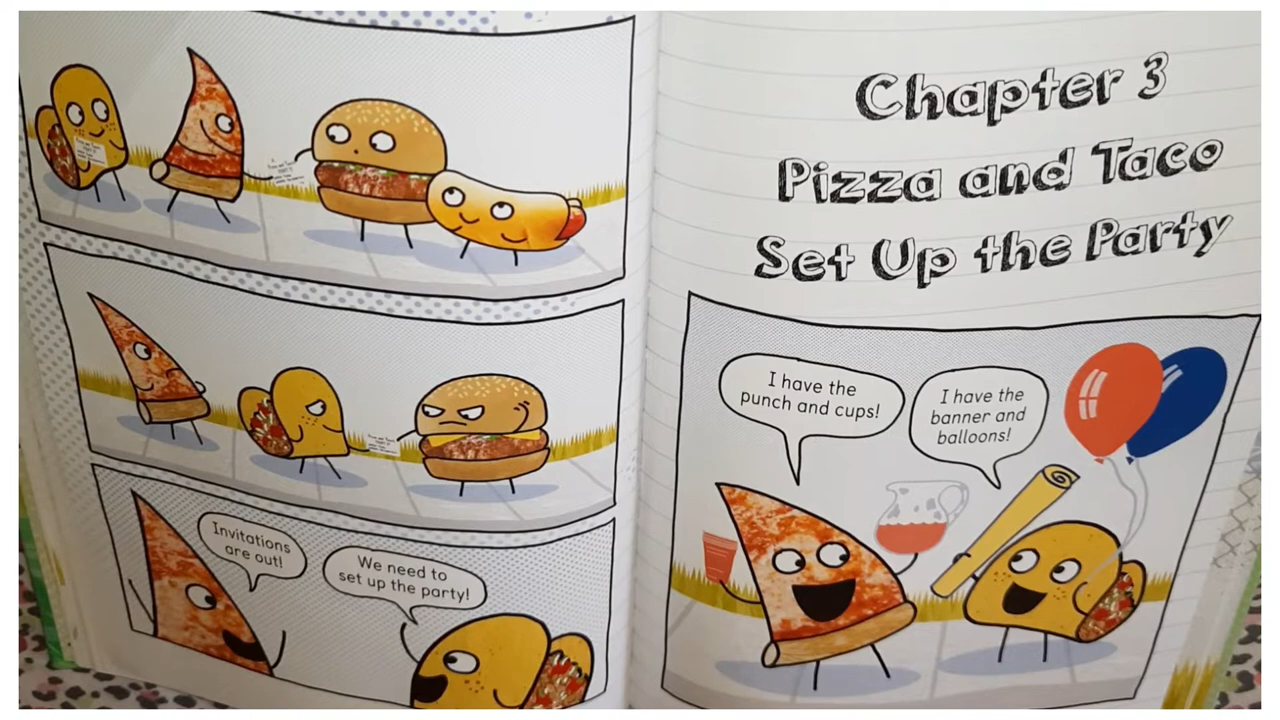 Invitations
are out!
We need to
set up the party!
Chapter 3
Pizza and Taco
Set Up the Party
I have the
punch and cups!
I have the
banner and
balloons!